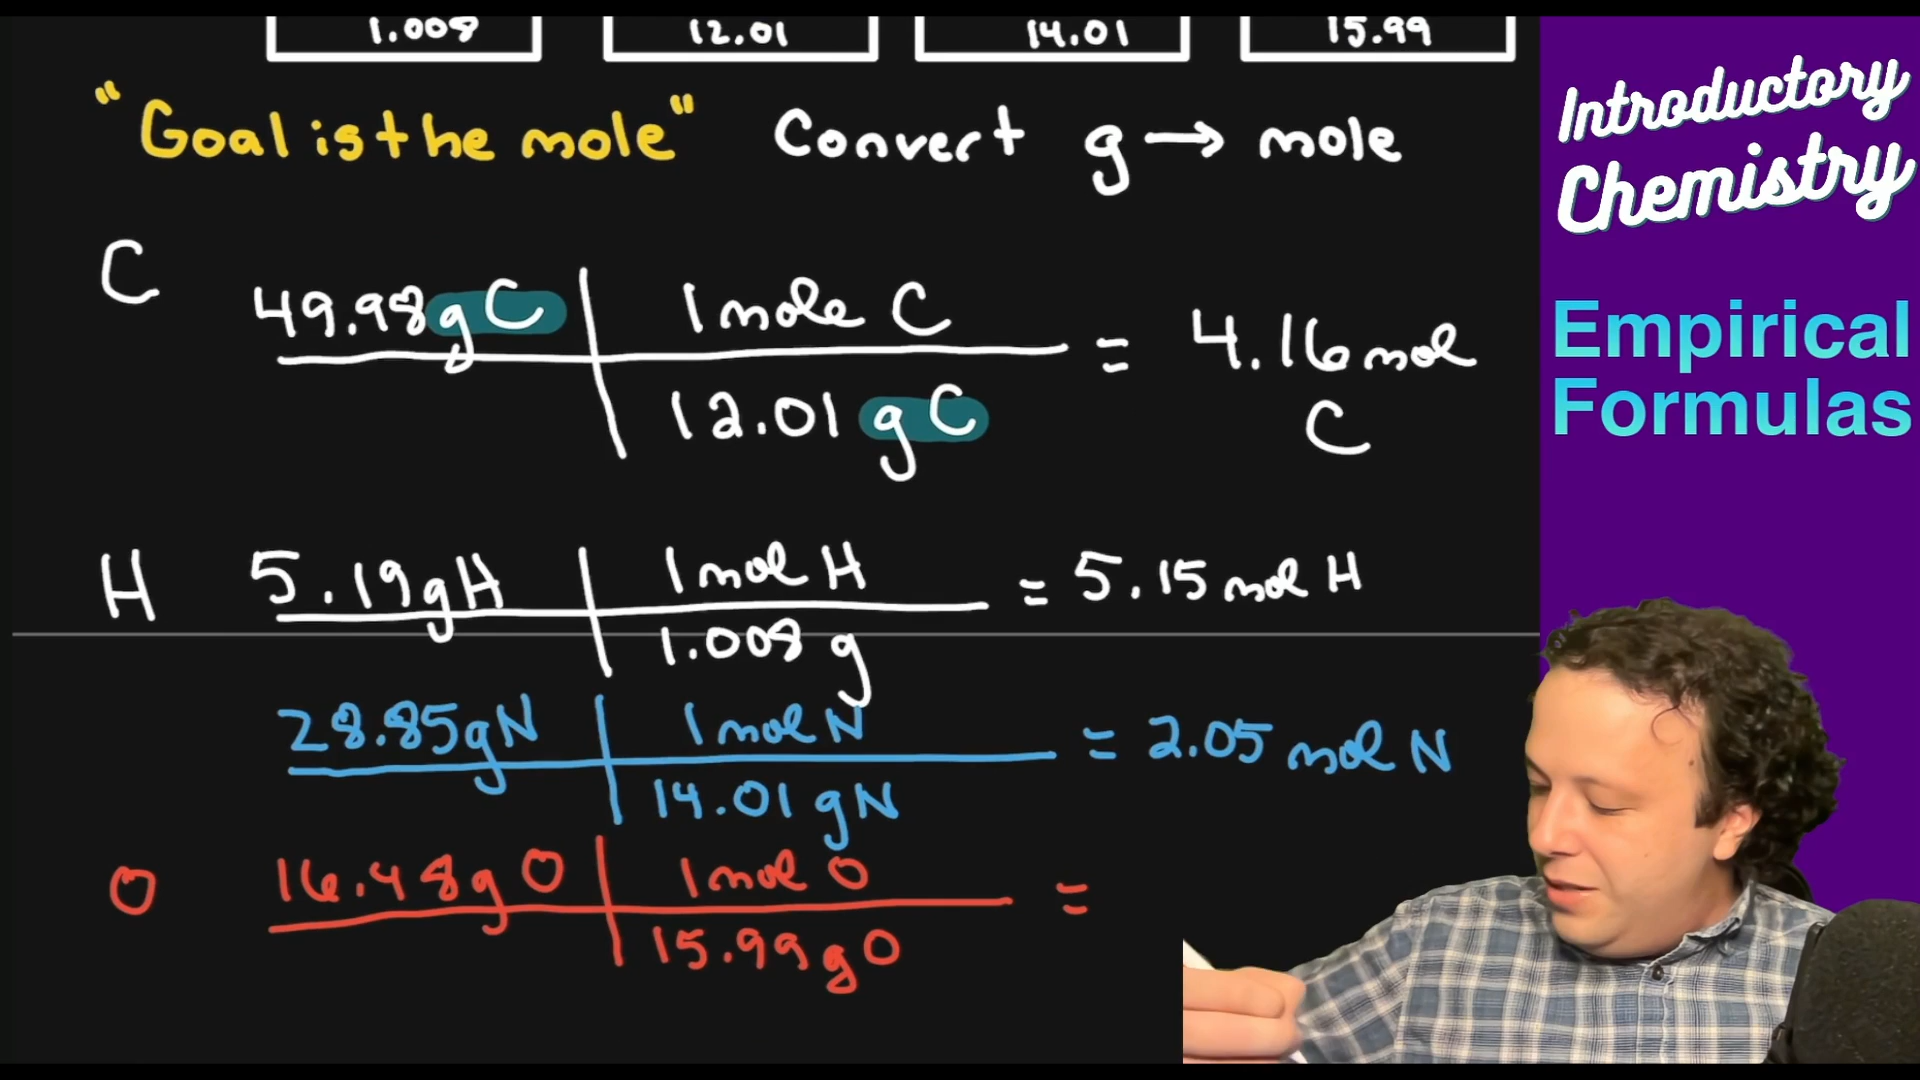 1.008 12.01 14.01 15.99
"Goal is the mole" Convert g → mole
C 49.98 g C | 1 mole C
12.01 g C
= 4.16 mol
C
H 5.19 g H | 1 mol H = 5.15 mol H
1.008 g
28.85 g N | 1 mol N = 2.05 mol N
14.01 g N
O 16.48 g O | 1 mol O =
15.99 g O
Introductory
Chemistry
Empirical
Formulas